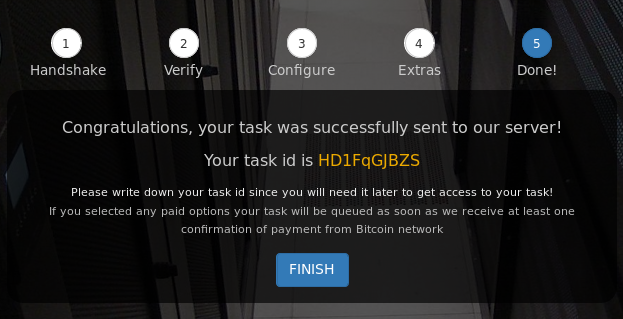 1 2 3 4 5
Handshake Verify Configure Extras Done!
Congratulations, your task was successfully sent to our server!
Your task id is HD1FqGJBZS
Please write down your task id since you will need it later to get access to your task!
If you selected any paid options your task will be queued as soon as we receive at least one
confirmation of payment from Bitcoin network
FINISH